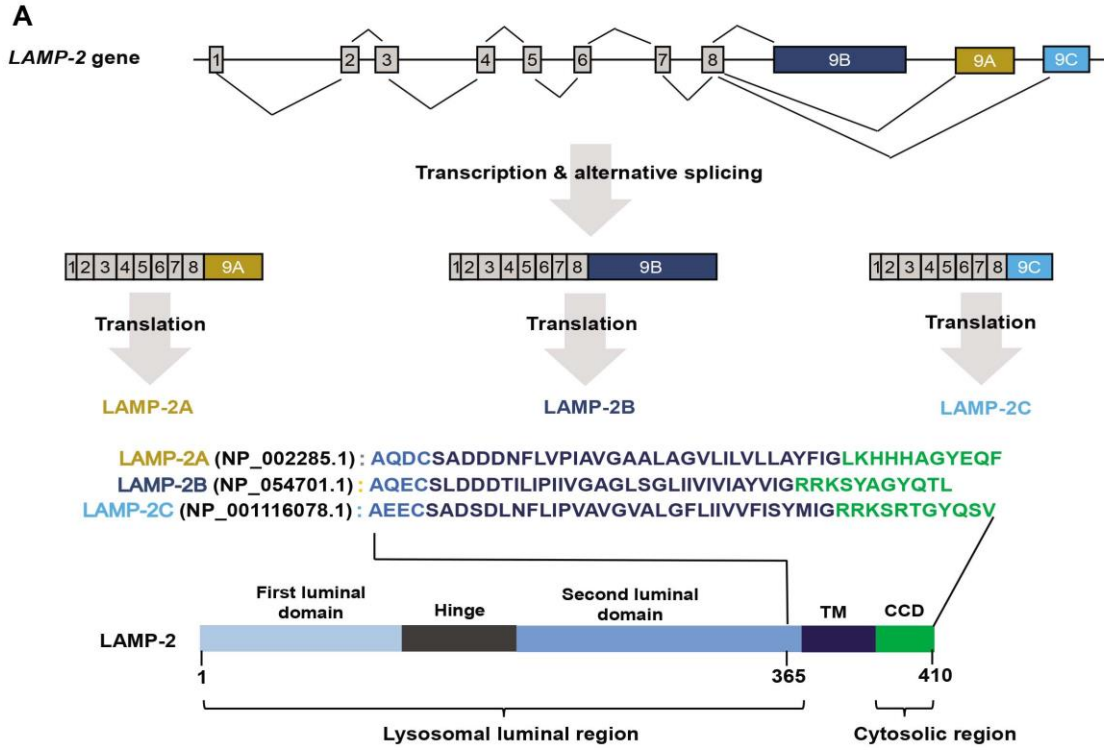 A
LAMP-2 gene
1 2 3 4 5 6 7 8 9B 9A 9C
Transcription & alternative splicing
1 2 3 4 5 6 7 8 9A
1 2 3 4 5 6 7 8 9B
1 2 3 4 5 6 7 8 9C
Translation
Translation
Translation
LAMP-2A
LAMP-2B
LAMP-2C
LAMP-2A (NP_002285.1) : AQDCSADDDNFLVPIAVGAALAGVLILVLLAYFIGLKHHHAGYEQF
LAMP-2B (NP_054701.1) : AQECSLDDDTILIPIIVGAGLSGLIIVIVIAYVIGRRKSYAGYQTL
LAMP-2C (NP_001116078.1) : AEECSADSDLNFLIPVAVGVALGFLIIVVFISYMIGRRKSRTGYQSV
First luminal domain
Hinge
Second luminal domain
TM
CCD
LAMP-2
1
365
410
Lysosomal luminal region
Cytosolic region